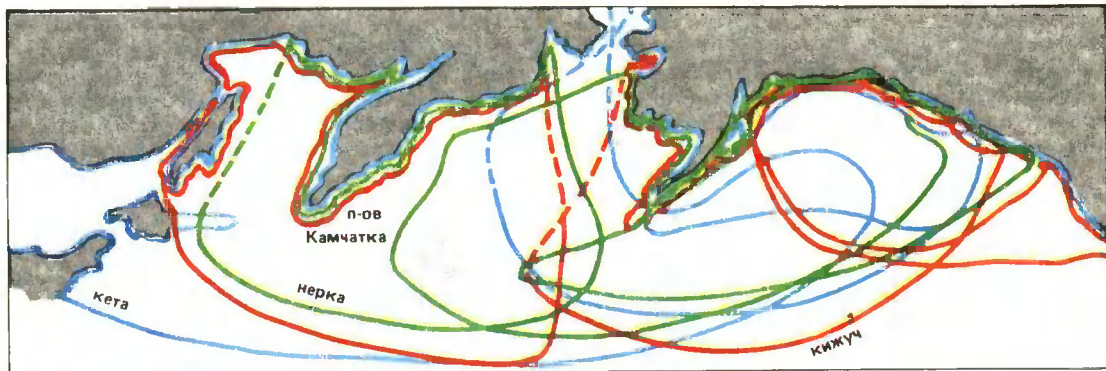 п-ов
Камчатка
кета
нерка
кижуч